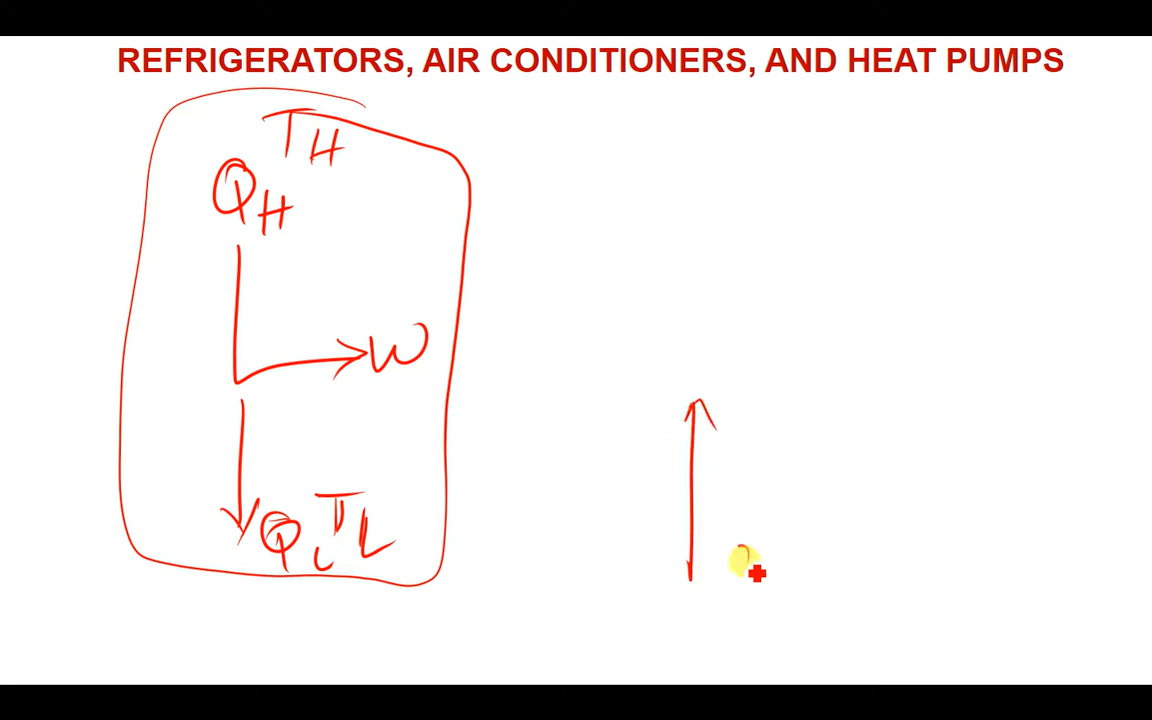 REFRIGERATORS, AIR CONDITIONERS, AND HEAT PUMPS
TH
QH
W
QL TL